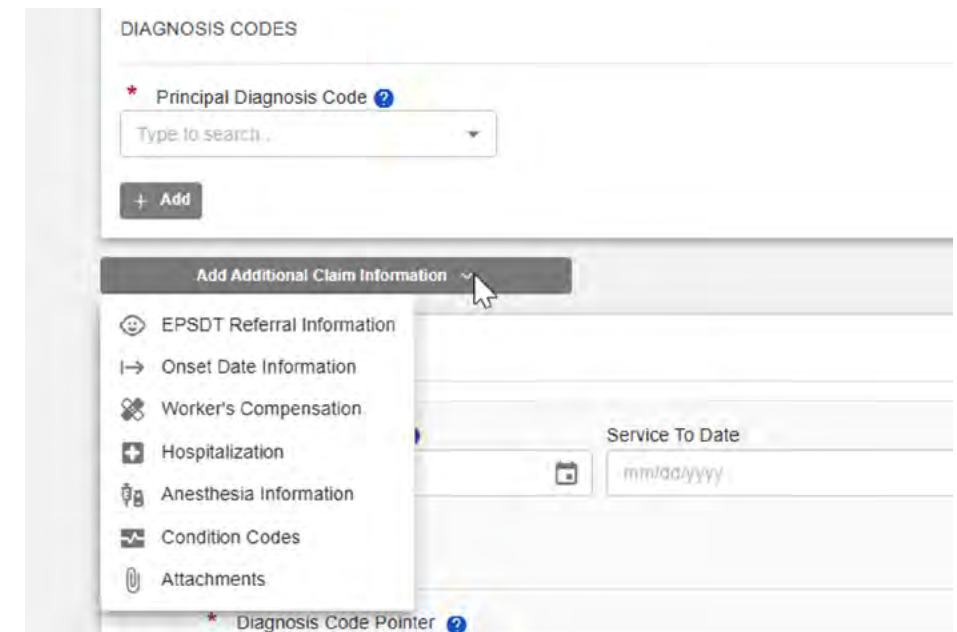 DIAGNOSIS CODES
* Principal Diagnosis Code ?
Type to search..
+ Add
Add Additional Claim Information
EPSDT Referral Information
Onset Date Information
Worker's Compensation
Hospitalization
Anesthesia Information
Condition Codes
Attachments
Service To Date
mm/dd/yyyy
* Diagnosis Code Pointer ?